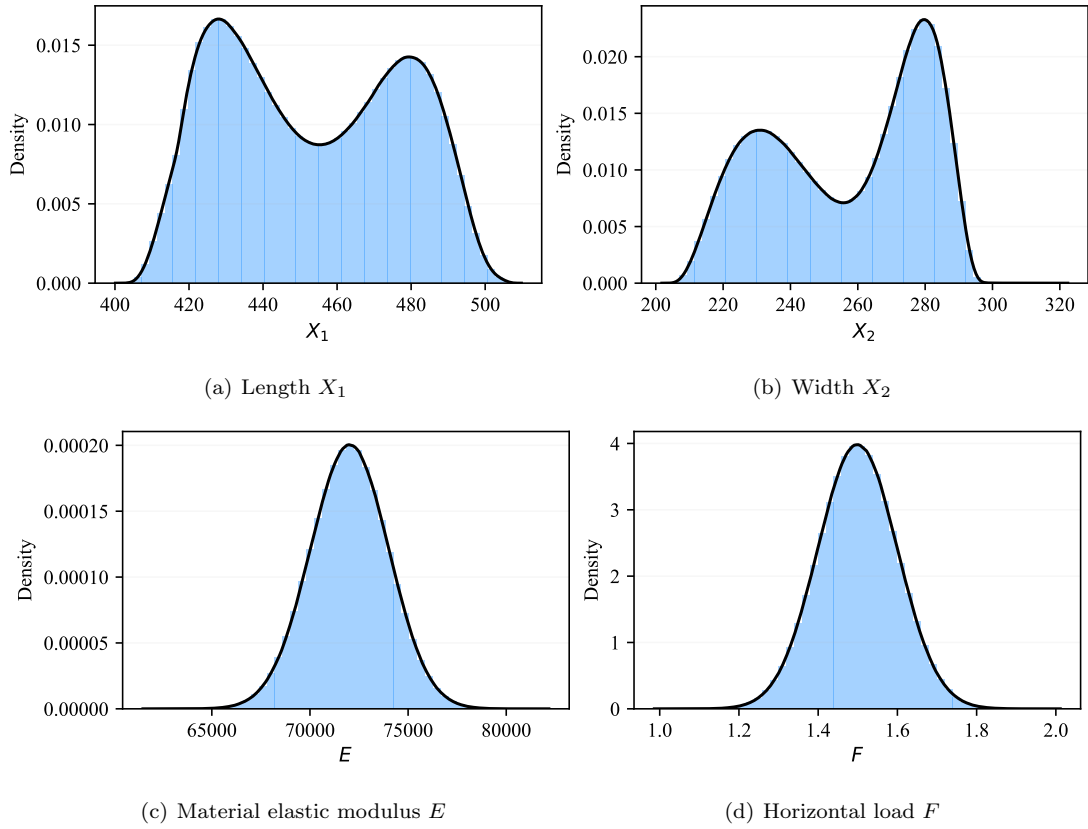 Density
0.015
0.010
0.005
0.000
400 420 440 460 480 500
X₁
(a) Length X₁
Density
0.020
0.015
0.010
0.005
0.000
200 220 240 260 280 300 320
X₂
(b) Width X₂
Density
0.00020
0.00015
0.00010
0.00005
0.00000
65000 70000 75000 80000
E
(c) Material elastic modulus E
Density
4
3
2
1
0
1.0 1.2 1.4 1.6 1.8 2.0
F
(d) Horizontal load F